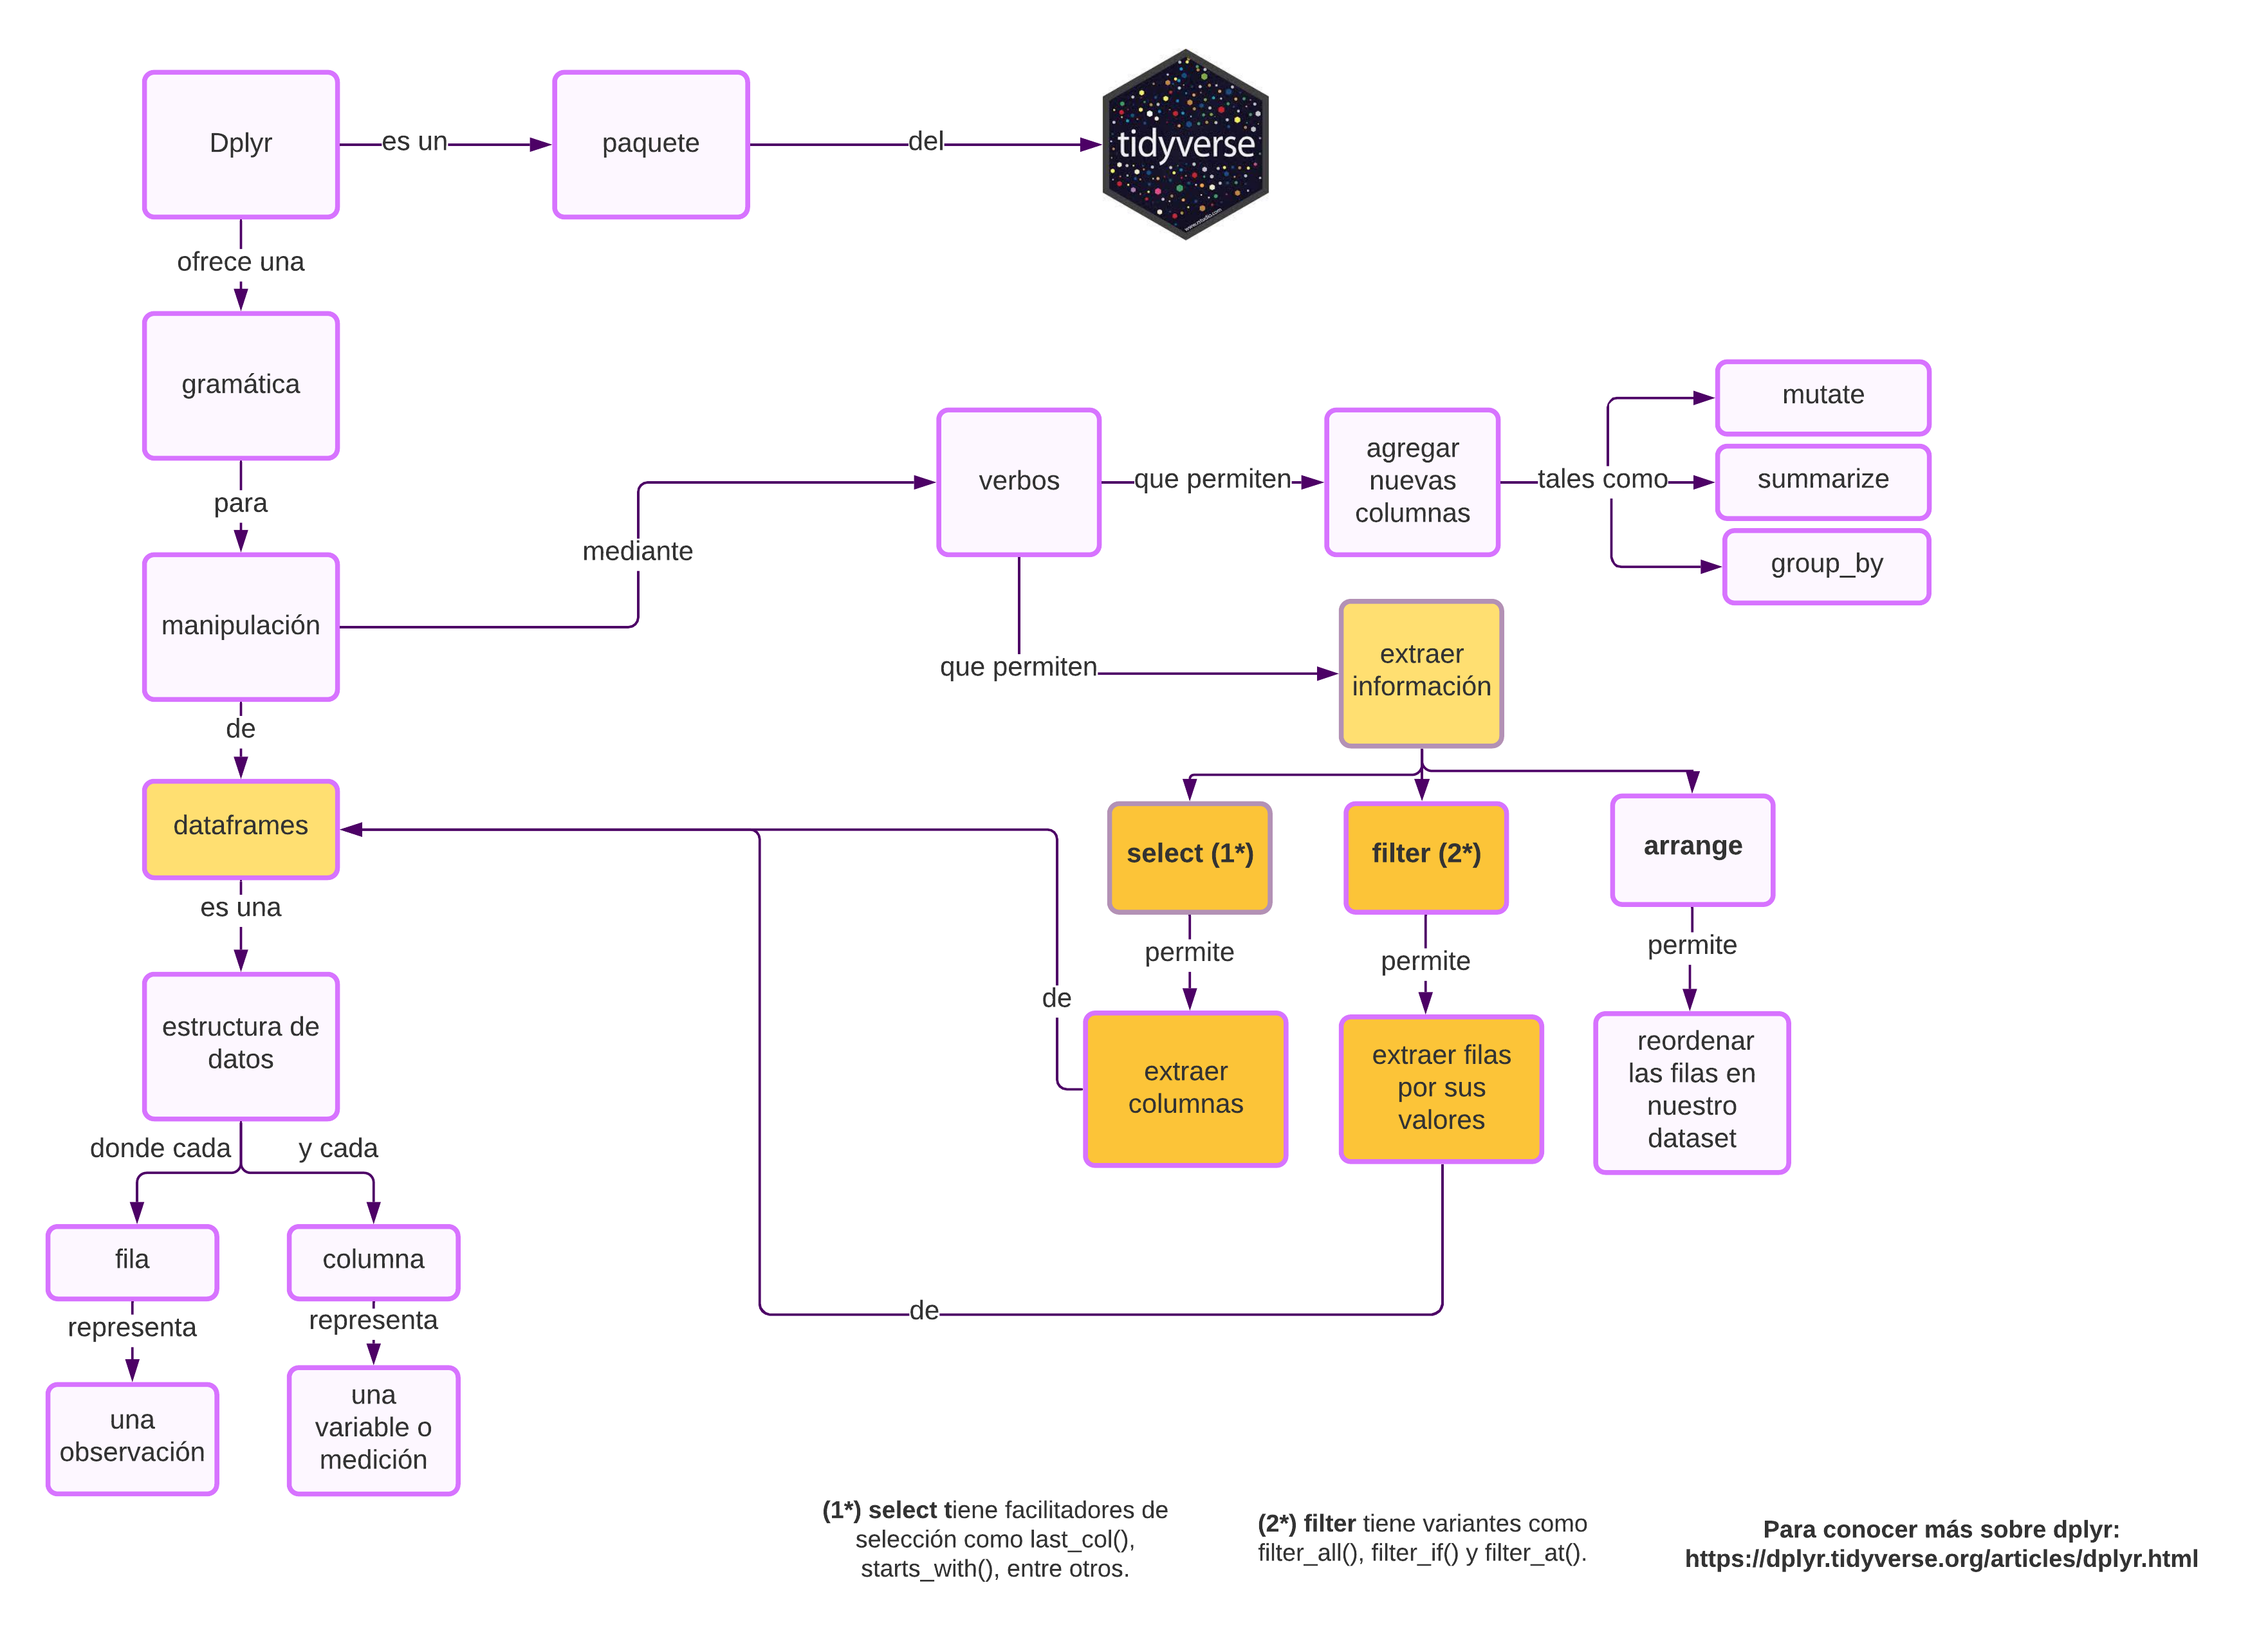 Dplyr
es un
paquete
del
tidyverse
www.rstudio.com
ofrece una
gramática
para
manipulación
mediante
verbos
que permiten
agregar
nuevas
columnas
tales como
mutate
summarize
group_by
que permiten
extraer
información
de
dataframes
select (1*)
filter (2*)
arrange
es una
permite
permite
permite
estructura de
datos
de
extraer
columnas
extraer filas
por sus
valores
reordenar
las filas en
nuestro
dataset
donde cada
y cada
fila
columna
de
representa
representa
una
observación
una
variable o
medición
(1*) select tiene facilitadores de
selección como last_col(),
starts_with(), entre otros.
(2*) filter tiene variantes como
filter_all(), filter_if() y filter_at().
Para conocer más sobre dplyr:
https://dplyr.tidyverse.org/articles/dplyr.html